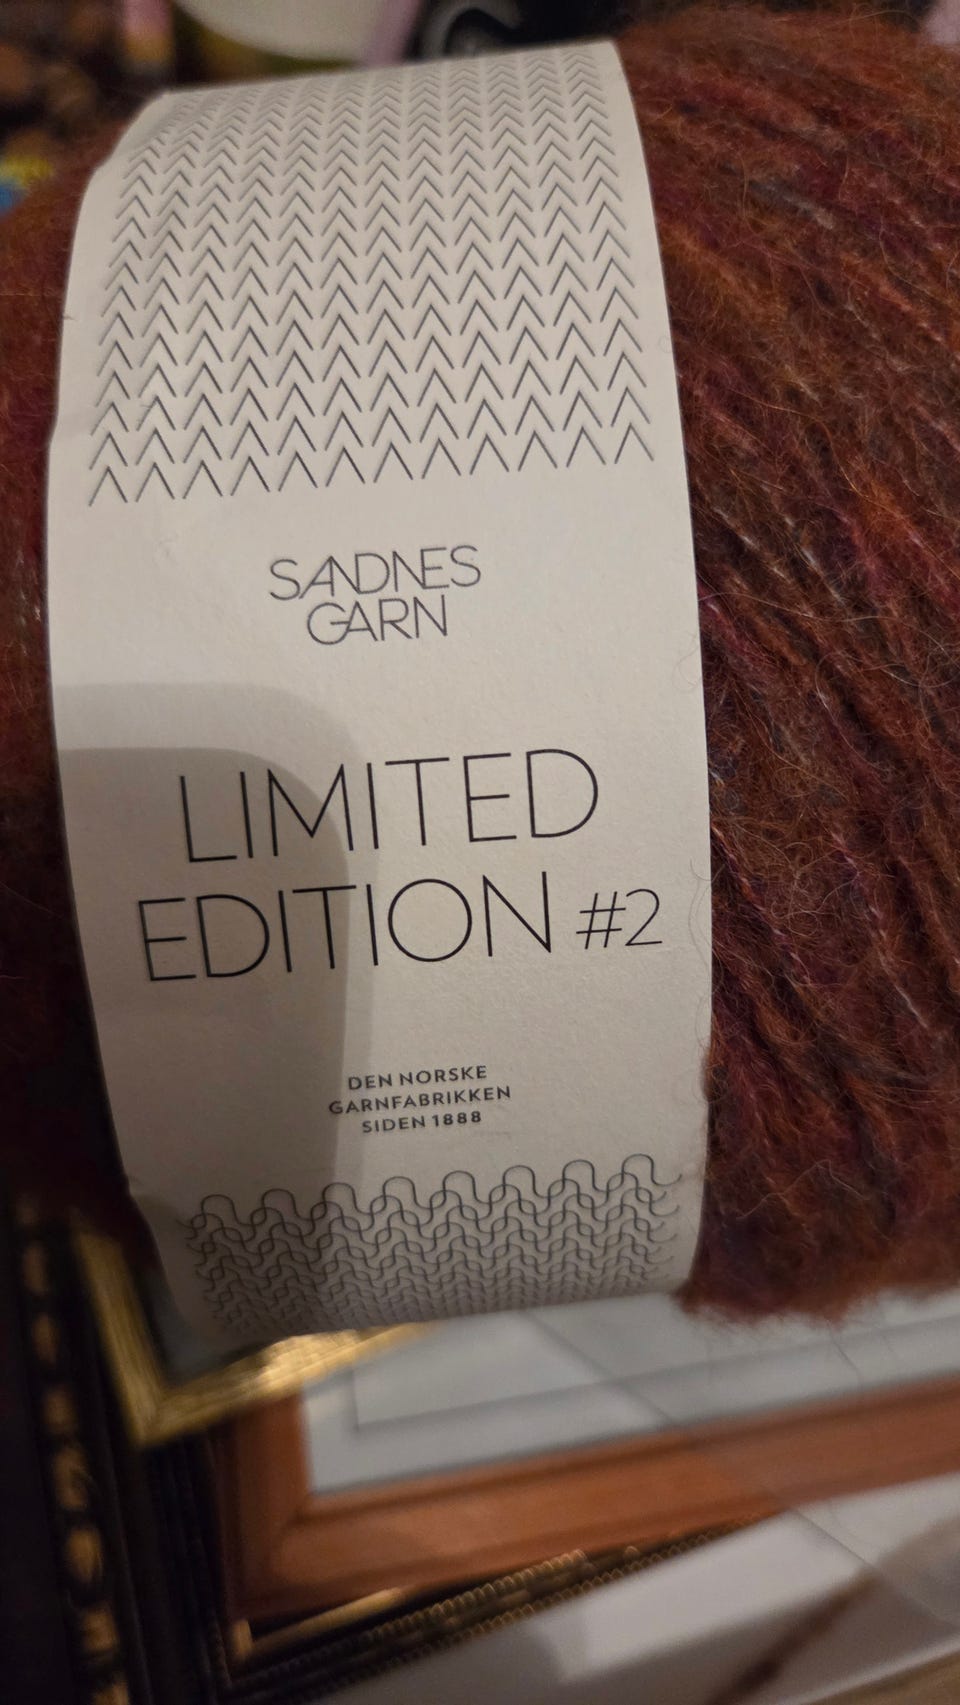 SANDNES
GARN
LIMITED
EDITION #2
DEN NORSKE
GARNFABRIKKEN
SIDEN 1888